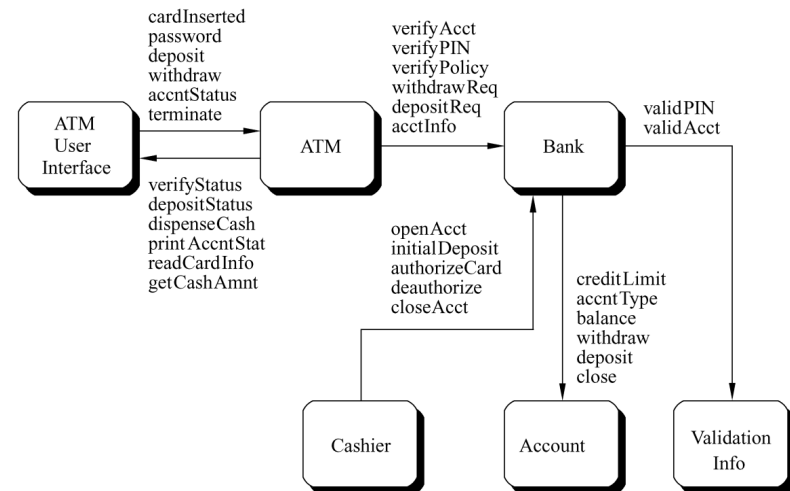 cardInserted
password
deposit
withdraw
accntStatus
terminate
verifyAcct
verifyPIN
verifyPolicy
withdrawReq
depositReq
acctInfo
validPIN
validAcct
ATM
User
Interface
ATM
Bank
verifyStatus
depositStatus
dispenseCash
print AccntStat
readCardInfo
getCashAmnt
openAcct
initialDeposit
authorizeCard
deauthorize
closeAcct
creditLimit
accntType
balance
withdraw
deposit
close
Cashier
Account
Validation
Info